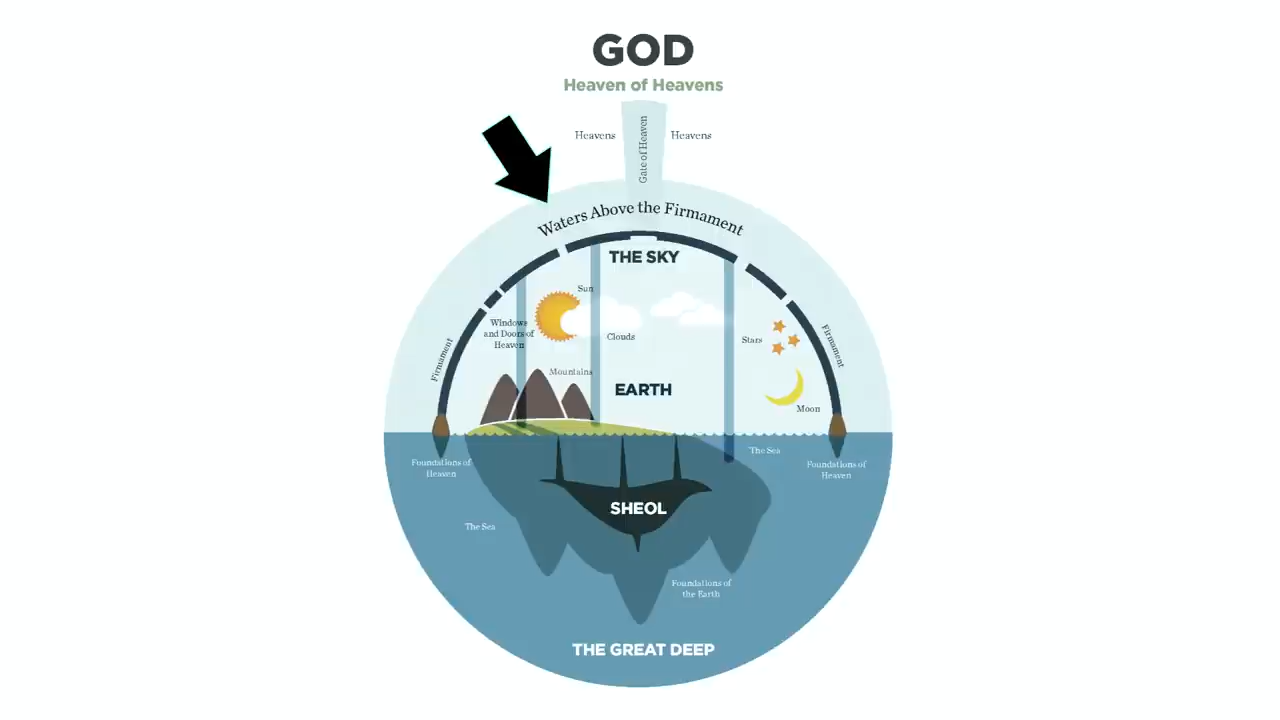 GOD
Heaven of Heavens
Heavens
Gate of Heaven
Heavens
Waters Above the Firmament
THE SKY
Sun
Windows
and Doors of
Heaven
Clouds
Stars
Firmament
Firmament
Mountains
EARTH
Moon
The Sea
Foundations of
Heaven
Foundations of
Heaven
SHEOL
The Sea
Foundations of
the Earth
THE GREAT DEEP